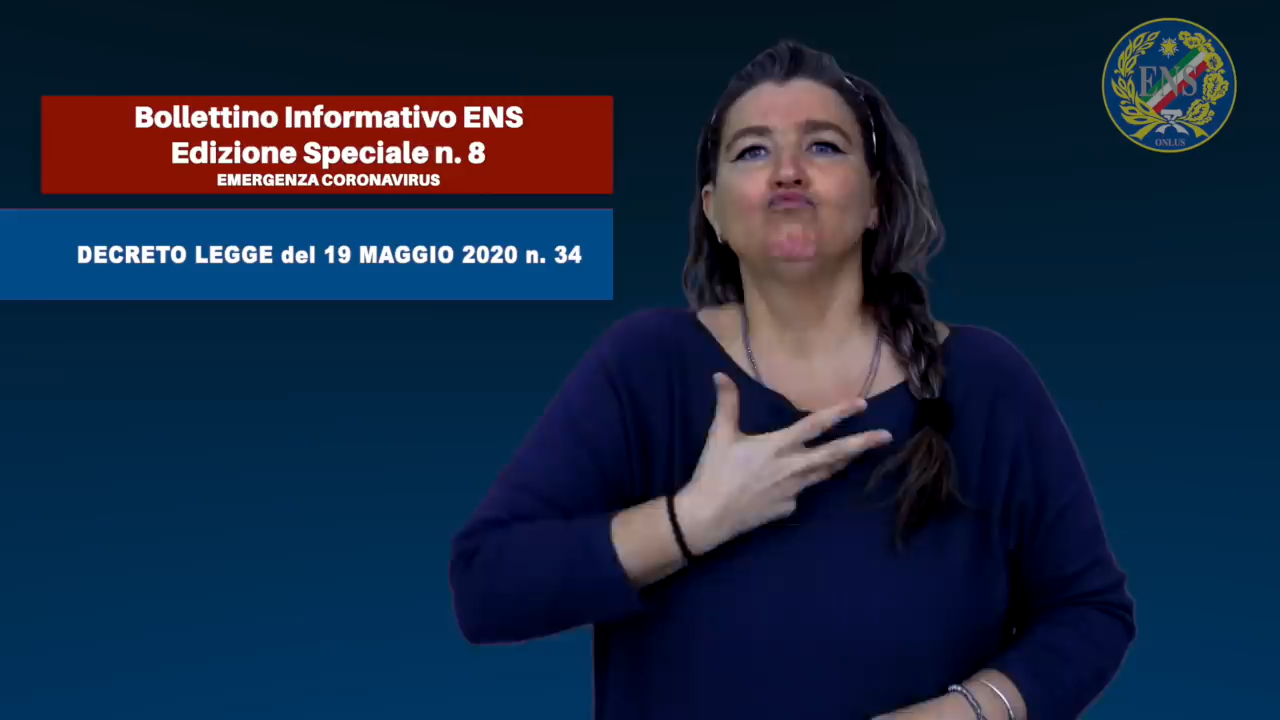 Bollettino Informativo ENS
Edizione Speciale n. 8
EMERGENZA CORONAVIRUS
DECRETO LEGGE del 19 MAGGIO 2020 n. 34
ENS
ONLUS